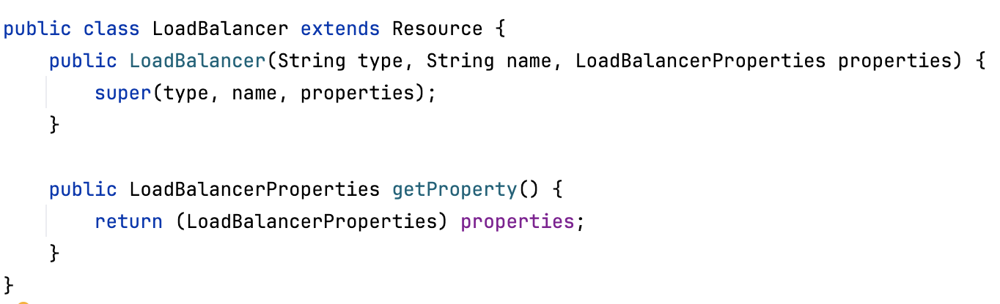 public class LoadBalancer extends Resource {
    public LoadBalancer(String type, String name, LoadBalancerProperties properties) {
        super(type, name, properties);
    }

    public LoadBalancerProperties getProperty() {
        return (LoadBalancerProperties) properties;
    }
}